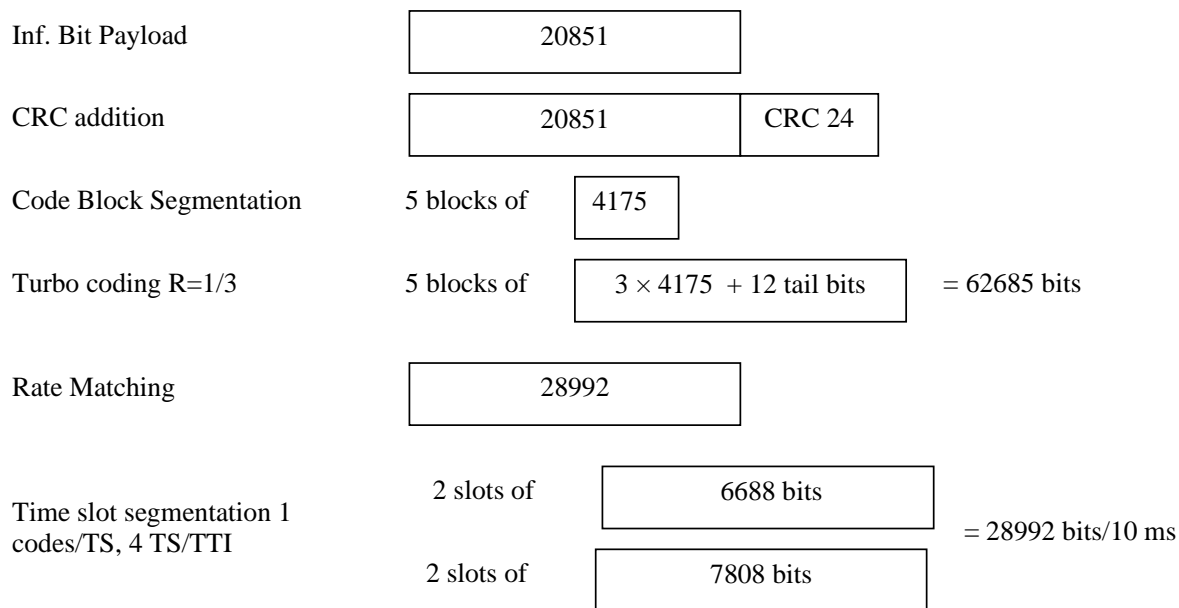 Inf. Bit Payload 20851
CRC addition 20851 CRC 24
Code Block Segmentation 5 blocks of 4175
Turbo coding R=1/3 5 blocks of 3 × 4175 + 12 tail bits = 62685 bits
Rate Matching 28992
2 slots of 6688 bits
Time slot segmentation 1
codes/TS, 4 TS/TTI = 28992 bits/10 ms
2 slots of 7808 bits